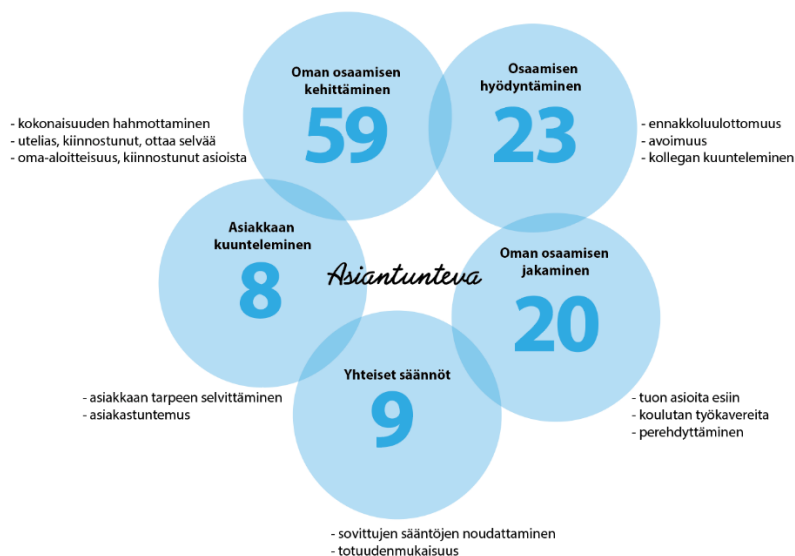 Oman osaamisen
kehittäminen
59
- kokonaisuuden hahmottaminen
- utelias, kiinnostunut, ottaa selvää
- oma-aloitteisuus, kiinnostunut asioista
Osaamisen
hyödyntäminen
23
- ennakkoluulottomuus
- avoimuus
- kollegan kuunteleminen
Asiakkaan
kuunteleminen
8
- asiakkaan tarpeen selvittäminen
- asiakastuntemus
Asiantunteva
Oman osaamisen
jakaminen
20
- tuon asioita esiin
- koulutan työkavereita
- perehdyttäminen
Yhteiset säännöt
9
- sovittujen sääntöjen noudattaminen
- totuudenmukaisuus